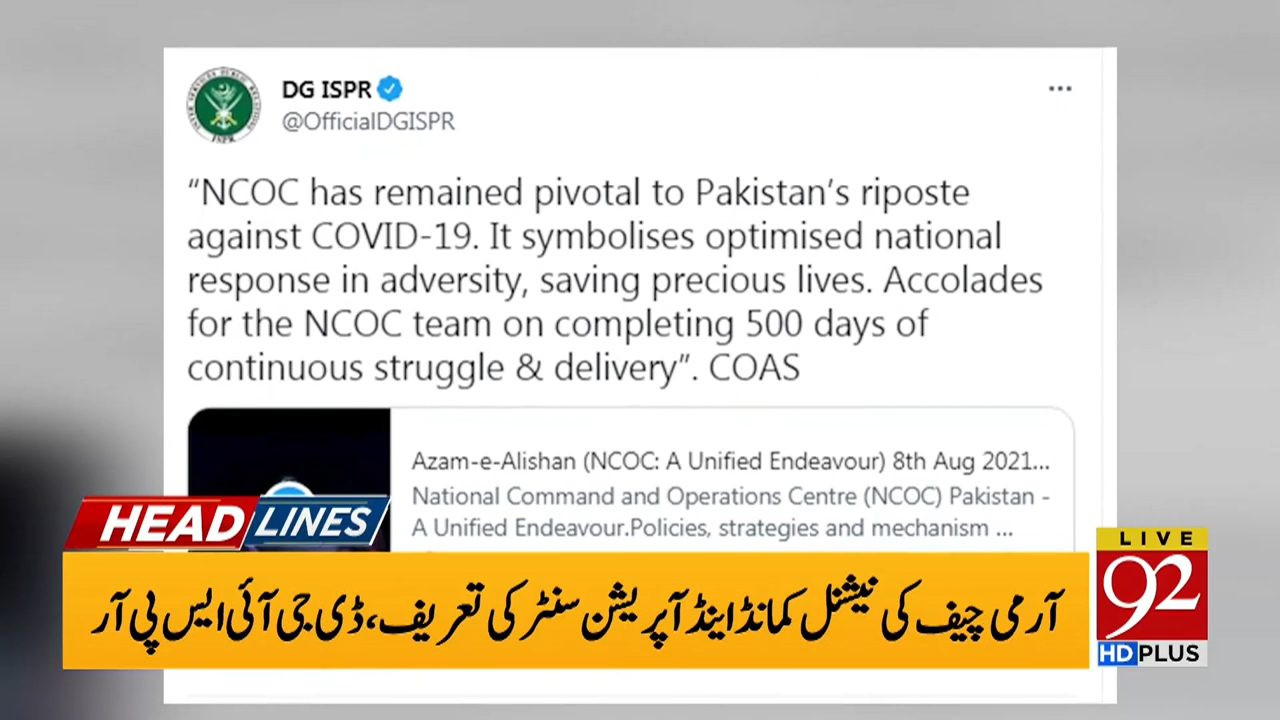 DG ISPR
@OfficialDGISPR
“NCOC has remained pivotal to Pakistan’s riposte
against COVID-19. It symbolises optimised national
response in adversity, saving precious lives. Accolades
for the NCOC team on completing 500 days of
continuous struggle & delivery”. COAS
Azam-e-Alishan (NCOC: A Unified Endeavour) 8th Aug 2021...
National Command and Operations Centre (NCOC) Pakistan -
A Unified Endeavour.Policies, strategies and mechanism ...
HEADLINES
آرمی چیف کی نیشنل کمانڈ اینڈ آپریشن سنٹر کی تعریف، ڈی جی آئی ایس پی آر
LIVE
92
HD PLUS